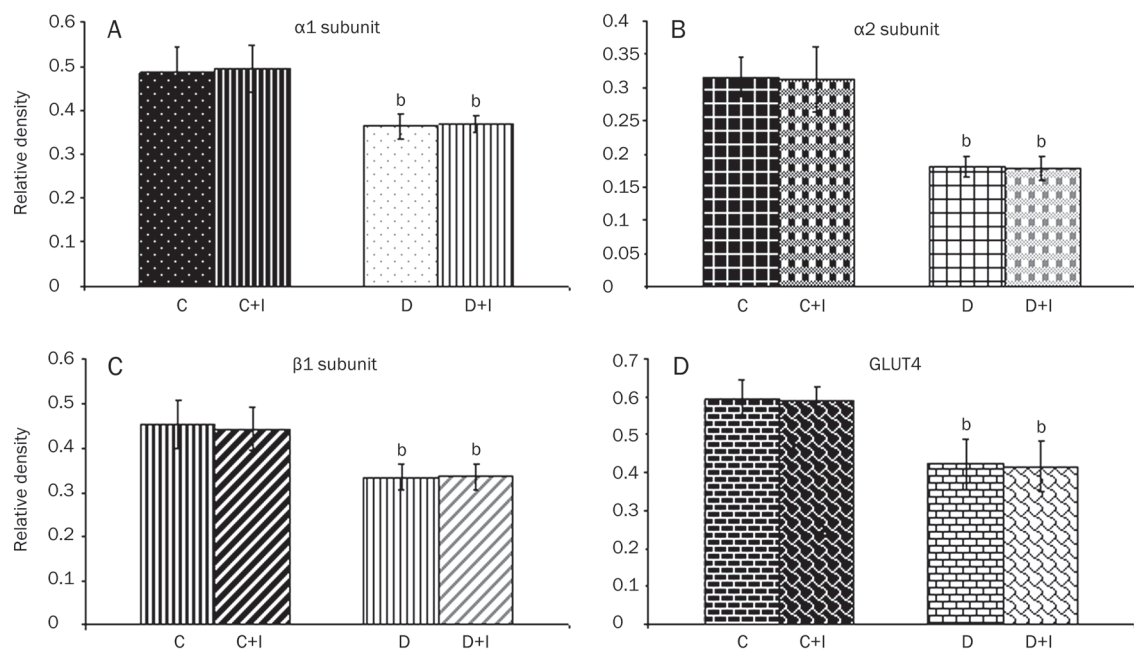 A
α1 subunit
Relative density
0.6
0.5
0.4
0.3
0.2
0.1
0
b
b
C
C+I
D
D+I
B
α2 subunit
0.4
0.35
0.3
0.25
0.2
0.15
0.1
0.05
0
b
b
C
C+I
D
D+I
C
β1 subunit
Relative density
0.6
0.5
0.4
0.3
0.2
0.1
0
b
b
C
C+I
D
D+I
D
GLUT4
0.7
0.6
0.5
0.4
0.3
0.2
0.1
0
b
b
C
C+I
D
D+I